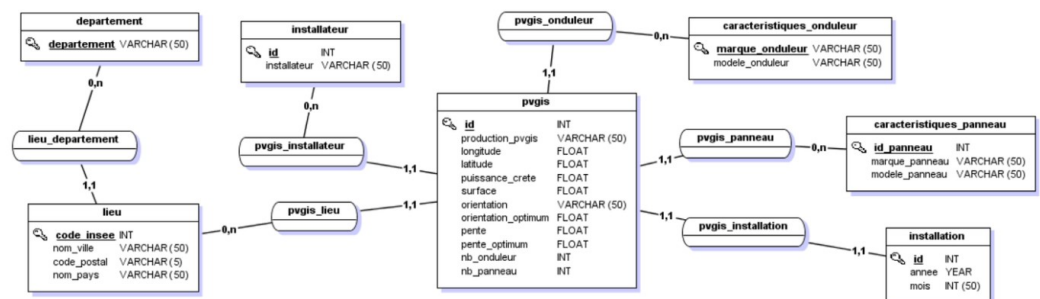 departement
departement VARCHAR (50)
0,n
lieu_departement
1,1
lieu
code_insee INT
nom_ville VARCHAR (50)
code_postal VARCHAR (5)
nom_pays VARCHAR (50)
0,n
pvgis_lieu
1,1
installateur
id INT
installateur VARCHAR (50)
0,n
pvgis_installateur
1,1
pvgis_onduleur
0,n
1,1
caracteristiques_onduleur
marque_onduleur VARCHAR (50)
modele_onduleur VARCHAR (50)
pvgis
id INT
production_pvgis VARCHAR (50)
longitude FLOAT
latitude FLOAT
puissance_crete FLOAT
surface FLOAT
orientation VARCHAR (50)
orientation_optimum FLOAT
pente FLOAT
pente_optimum FLOAT
nb_onduleur INT
nb_panneau INT
1,1
pvgis_panneau
0,n
caracteristiques_panneau
id_panneau INT
marque_panneau VARCHAR (50)
modele_panneau VARCHAR (50)
1,1
pvgis_installation
1,1
installation
id INT
annee YEAR
mois INT (50)